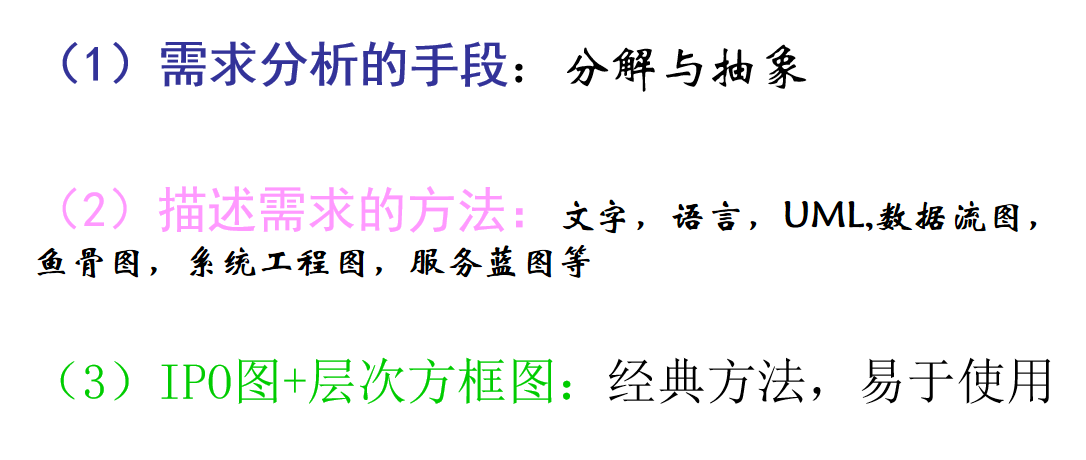 （1）需求分析的手段：分解与抽象
（2）描述需求的方法：文字，语言，UML,数据流图，
鱼骨图，系统工程图，服务蓝图等
（3）IPO图+层次方框图：经典方法，易于使用